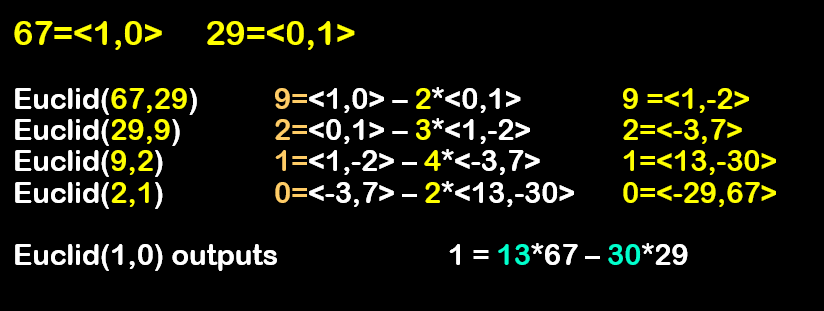 67=<1,0> 29=<0,1>
Euclid(67,29) 9=<1,0> – 2*<0,1> 9 =<1,-2>
Euclid(29,9) 2=<0,1> – 3*<1,-2> 2=<-3,7>
Euclid(9,2) 1=<1,-2> – 4*<-3,7> 1=<13,-30>
Euclid(2,1) 0=<-3,7> – 2*<13,-30> 0=<-29,67>
Euclid(1,0) outputs 1 = 13*67 – 30*29